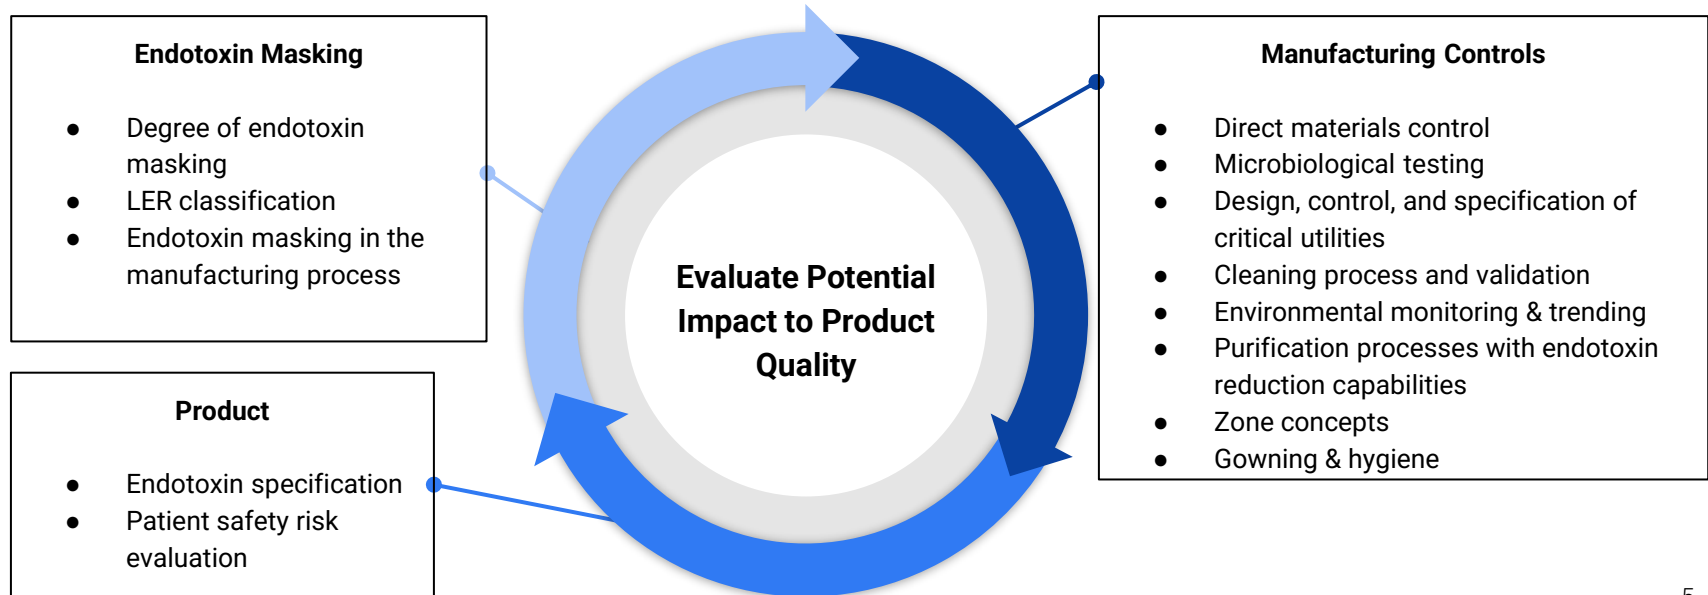 Endotoxin Masking
● Degree of endotoxin
masking
● LER classification
● Endotoxin masking in the
manufacturing process
Product
● Endotoxin specification
● Patient safety risk
evaluation
Evaluate Potential
Impact to Product
Quality
Manufacturing Controls
● Direct materials control
● Microbiological testing
● Design, control, and specification of
critical utilities
● Cleaning process and validation
● Environmental monitoring & trending
● Purification processes with endotoxin
reduction capabilities
● Zone concepts
● Gowning & hygiene
5